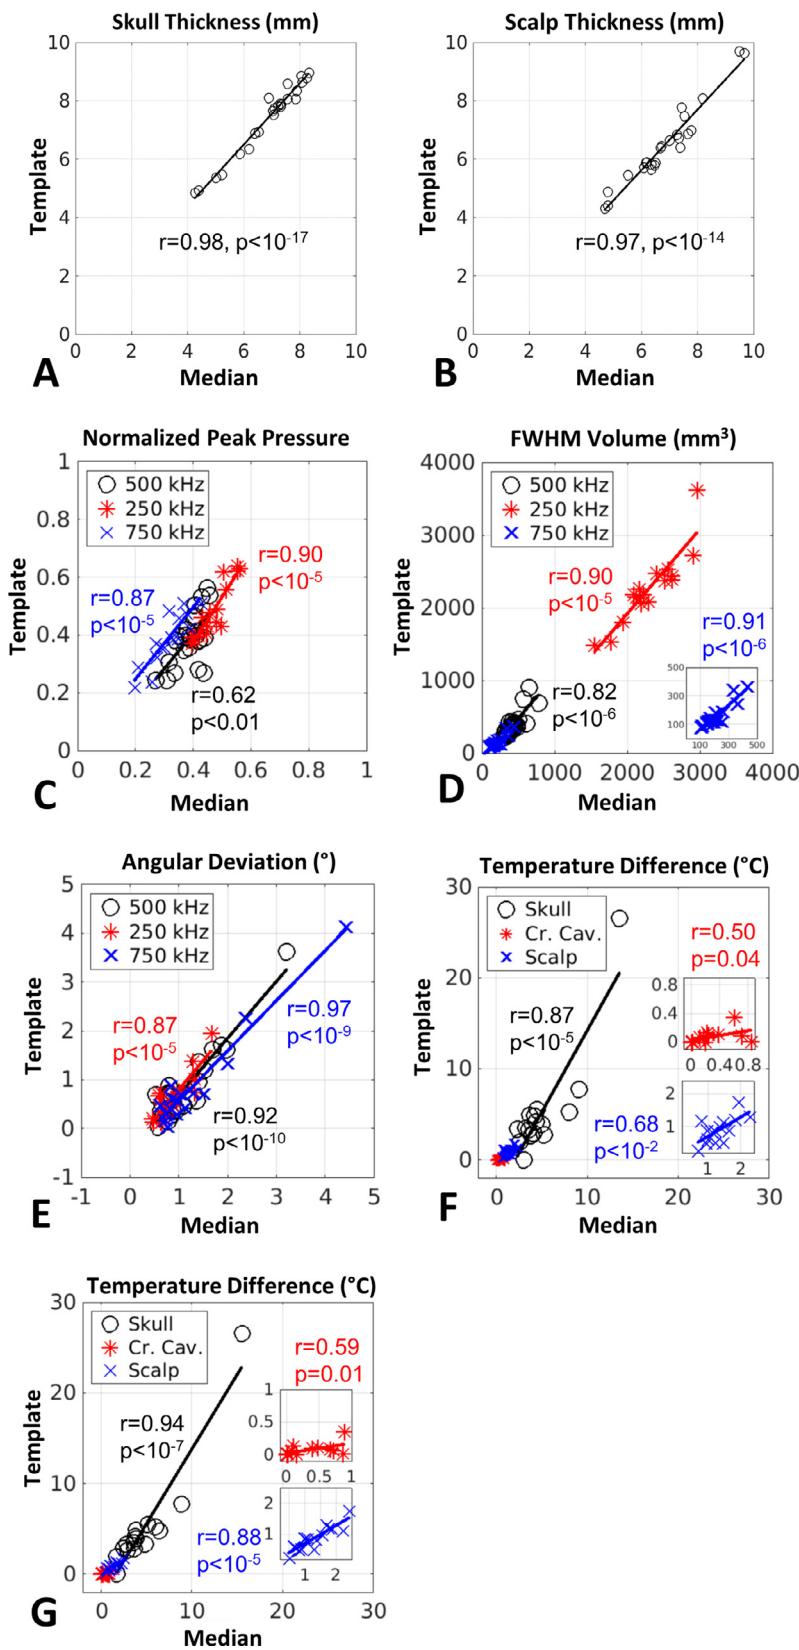 Skull Thickness (mm)
10
8
6
4
2
0
Template
r=0.98, p<10-17
0 2 4 6 8 10
Median
A
Scalp Thickness (mm)
10
8
6
4
2
0
Template
r=0.97, p<10-14
0 2 4 6 8 10
Median
B
Normalized Peak Pressure
1
0.8
0.6
0.4
0.2
0
Template
500 kHz
250 kHz
750 kHz
r=0.90
p<10-5
r=0.87
p<10-5
r=0.62
p<0.01
0 0.2 0.4 0.6 0.8 1
Median
C
FWHM Volume (mm3)
4000
3000
2000
1000
0
Template
500 kHz
250 kHz
750 kHz
r=0.90
p<10-5
r=0.91
p<10-6
r=0.82
p<10-6
500
300
100
100 300 500
0 1000 2000 3000 4000
Median
D
Angular Deviation (°)
5
4
3
2
1
0
-1
Template
500 kHz
250 kHz
750 kHz
r=0.87
p<10-5
r=0.97
p<10-9
r=0.92
p<10-10
-1 0 1 2 3 4 5
Median
E
Temperature Difference (°C)
30
20
10
0
Template
Skull
Cr. Cav.
Scalp
r=0.50
p=0.04
r=0.87
p<10-5
0.8
0.4
0
0 0.4 0.8
r=0.68
p<10-2
2
1
1 2
0 10 20 30
Median
F
Temperature Difference (°C)
30
20
10
0
Template
Skull
Cr. Cav.
Scalp
r=0.59
p=0.01
r=0.94
p<10-7
1
0.5
0
0 0.5 1
r=0.88
p<10-5
2
1
1 2
0 10 20 30
Median
G